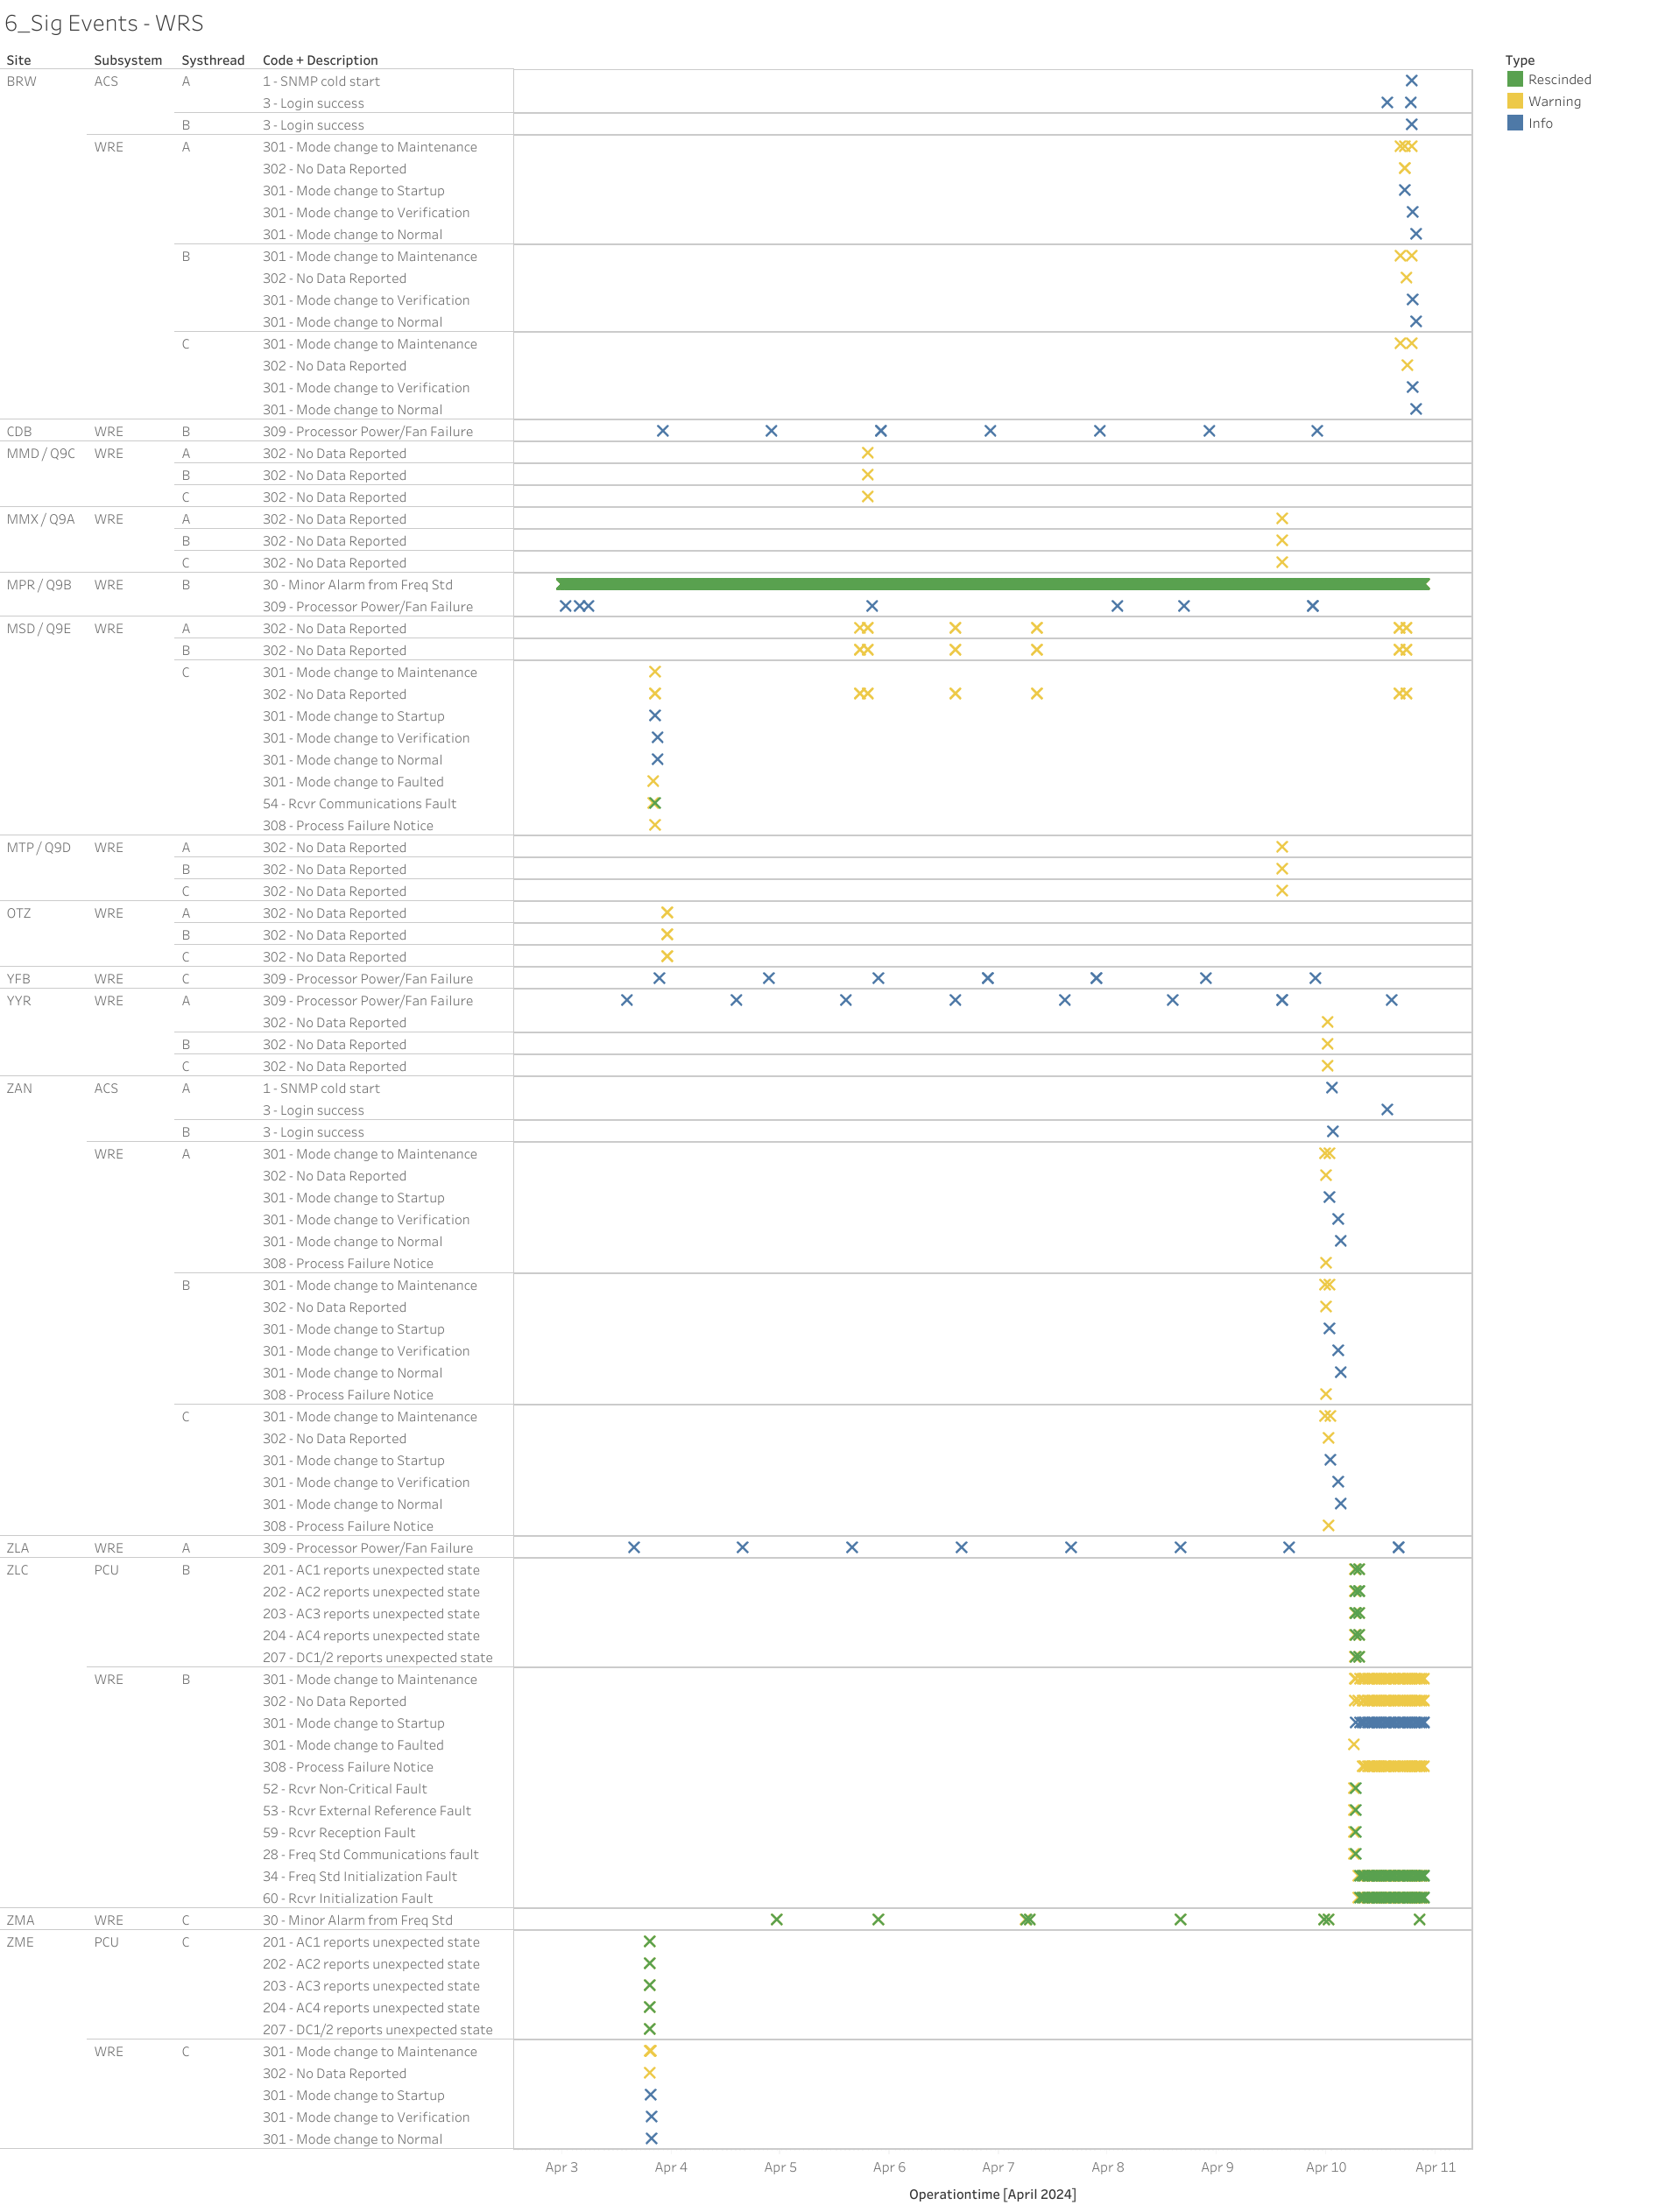 6_Sig Events - WRS
Site Subsystem Systhread Code + Description Type
BRW ACS A 1 - SNMP cold start Rescinded
3 - Login success Warning
B 3 - Login success Info
WRE A 301 - Mode change to Maintenance
302 - No Data Reported
301 - Mode change to Startup
301 - Mode change to Verification
301 - Mode change to Normal
B 301 - Mode change to Maintenance
302 - No Data Reported
301 - Mode change to Verification
301 - Mode change to Normal
C 301 - Mode change to Maintenance
302 - No Data Reported
301 - Mode change to Verification
301 - Mode change to Normal
CDB WRE B 309 - Processor Power/Fan Failure
MMD / Q9C WRE A 302 - No Data Reported
B 302 - No Data Reported
C 302 - No Data Reported
MMX / Q9A WRE A 302 - No Data Reported
B 302 - No Data Reported
C 302 - No Data Reported
MPR / Q9B WRE B 30 - Minor Alarm from Freq Std
309 - Processor Power/Fan Failure
MSD / Q9E WRE A 302 - No Data Reported
B 302 - No Data Reported
C 301 - Mode change to Maintenance
302 - No Data Reported
301 - Mode change to Startup
301 - Mode change to Verification
301 - Mode change to Normal
301 - Mode change to Faulted
54 - Rcvr Communications Fault
308 - Process Failure Notice
MTP / Q9D WRE A 302 - No Data Reported
B 302 - No Data Reported
C 302 - No Data Reported
OTZ WRE A 302 - No Data Reported
B 302 - No Data Reported
C 302 - No Data Reported
YFB WRE C 309 - Processor Power/Fan Failure
YYR WRE A 309 - Processor Power/Fan Failure
302 - No Data Reported
B 302 - No Data Reported
C 302 - No Data Reported
ZAN ACS A 1 - SNMP cold start
3 - Login success
B 3 - Login success
WRE A 301 - Mode change to Maintenance
302 - No Data Reported
301 - Mode change to Startup
301 - Mode change to Verification
301 - Mode change to Normal
308 - Process Failure Notice
B 301 - Mode change to Maintenance
302 - No Data Reported
301 - Mode change to Startup
301 - Mode change to Verification
301 - Mode change to Normal
308 - Process Failure Notice
C 301 - Mode change to Maintenance
302 - No Data Reported
301 - Mode change to Startup
301 - Mode change to Verification
301 - Mode change to Normal
308 - Process Failure Notice
ZLA WRE A 309 - Processor Power/Fan Failure
ZLC PCU B 201 - AC1 reports unexpected state
202 - AC2 reports unexpected state
203 - AC3 reports unexpected state
204 - AC4 reports unexpected state
207 - DC1/2 reports unexpected state
WRE B 301 - Mode change to Maintenance
302 - No Data Reported
301 - Mode change to Startup
301 - Mode change to Faulted
308 - Process Failure Notice
52 - Rcvr Non-Critical Fault
53 - Rcvr External Reference Fault
59 - Rcvr Reception Fault
28 - Freq Std Communications fault
34 - Freq Std Initialization Fault
60 - Rcvr Initialization Fault
ZMA WRE C 30 - Minor Alarm from Freq Std
ZME PCU C 201 - AC1 reports unexpected state
202 - AC2 reports unexpected state
203 - AC3 reports unexpected state
204 - AC4 reports unexpected state
207 - DC1/2 reports unexpected state
WRE C 301 - Mode change to Maintenance
302 - No Data Reported
301 - Mode change to Startup
301 - Mode change to Verification
301 - Mode change to Normal
Apr 3 Apr 4 Apr 5 Apr 6 Apr 7 Apr 8 Apr 9 Apr 10 Apr 11
Operationtime [April 2024]